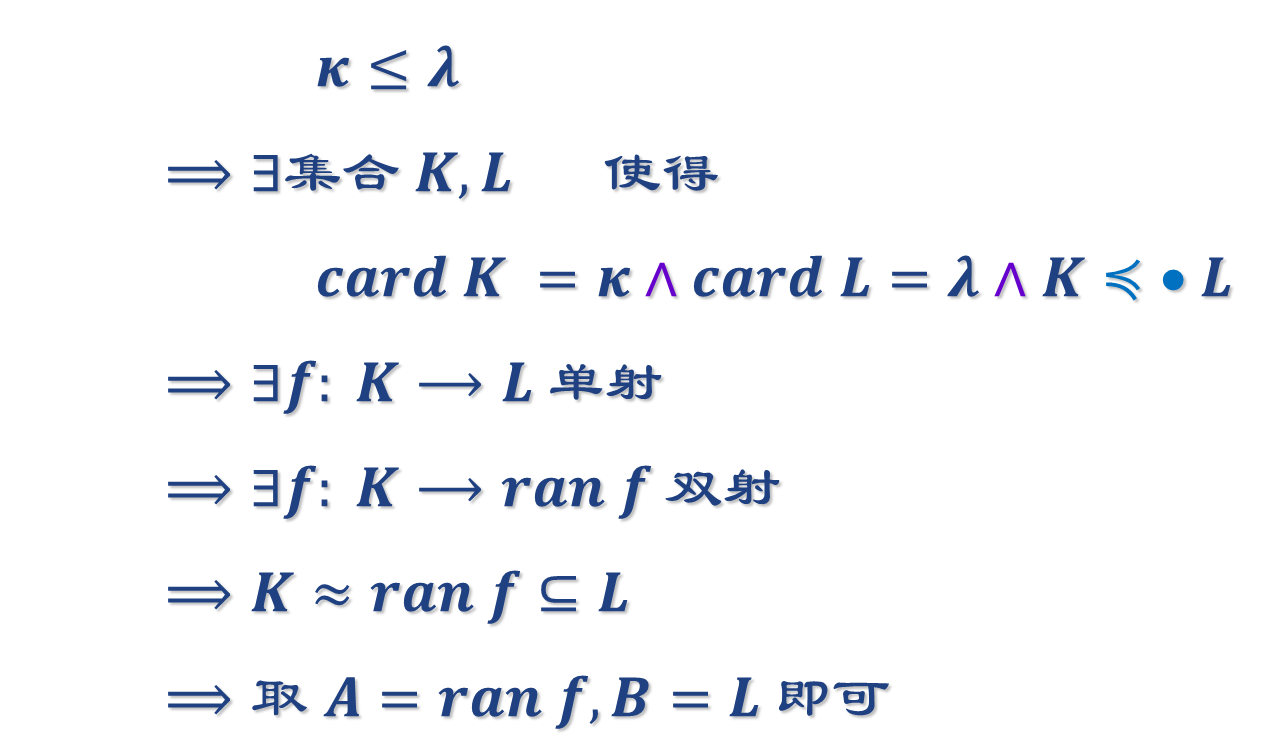 κ ≤ λ
⟹ ∃集合 K, L 使得
card K = κ ∧ card L = λ ∧ K ≼ • L
⟹ ∃f: K ⟶ L 单射
⟹ ∃f: K ⟶ ran f 双射
⟹ K ≈ ran f ⊆ L
⟹ 取 A = ran f, B = L 即可